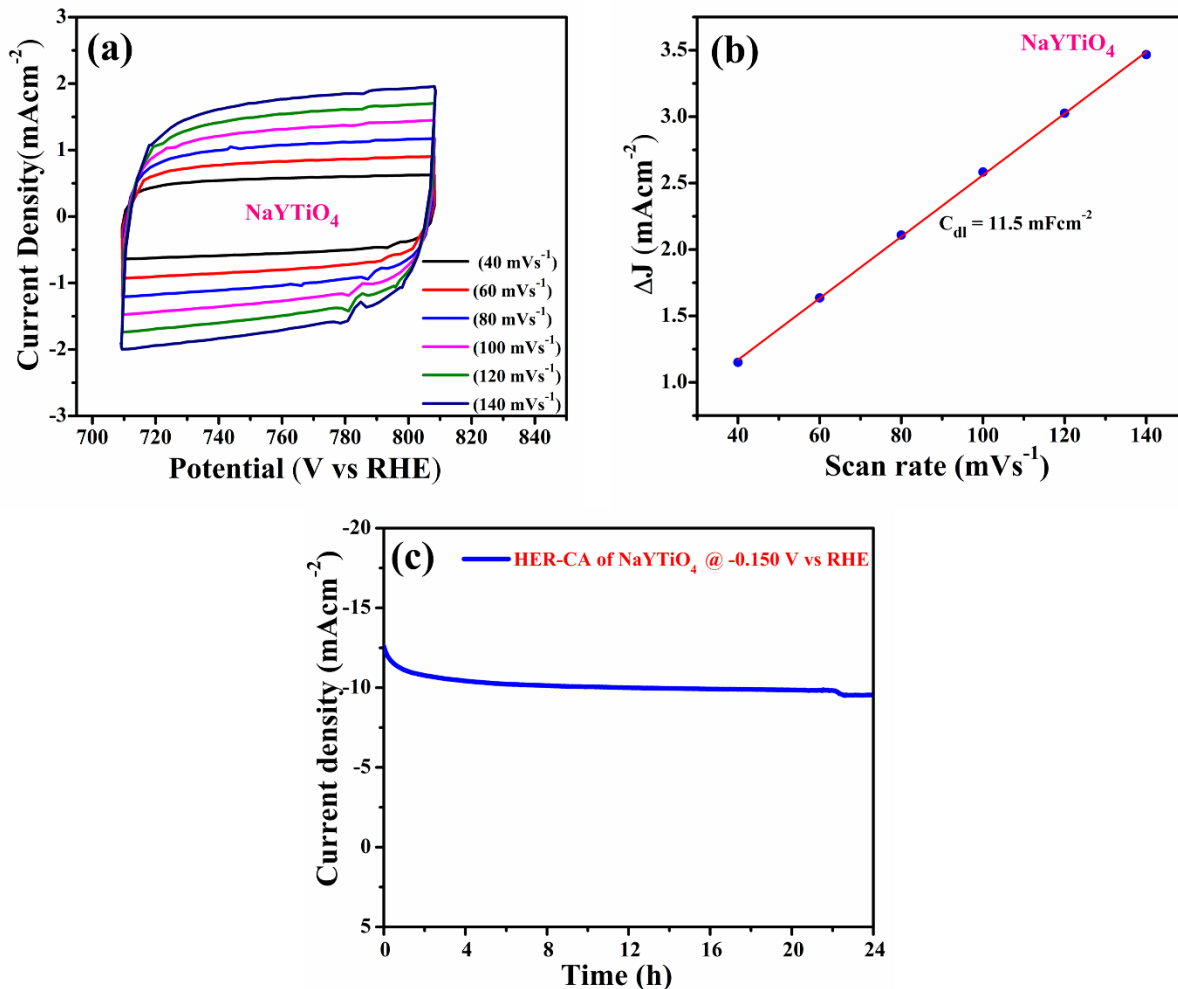 (a)
Current Density(mAcm⁻²)
3
2
1
0
-1
-2
-3
NaYTiO₄
(40 mVs⁻¹)
(60 mVs⁻¹)
(80 mVs⁻¹)
(100 mVs⁻¹)
(120 mVs⁻¹)
(140 mVs⁻¹)
700 720 740 760 780 800 820 840
Potential (V vs RHE)
(b)
NaYTiO₄
ΔJ (mAcm⁻²)
3.5
3.0
2.5
2.0
1.5
1.0
C_dl = 11.5 mFcm⁻²
40 60 80 100 120 140
Scan rate (mVs⁻¹)
(c)
HER-CA of NaYTiO₄ @ -0.150 V vs RHE
Current density (mAcm⁻²)
-20
-15
-10
-5
0
5
0 4 8 12 16 20 24
Time (h)